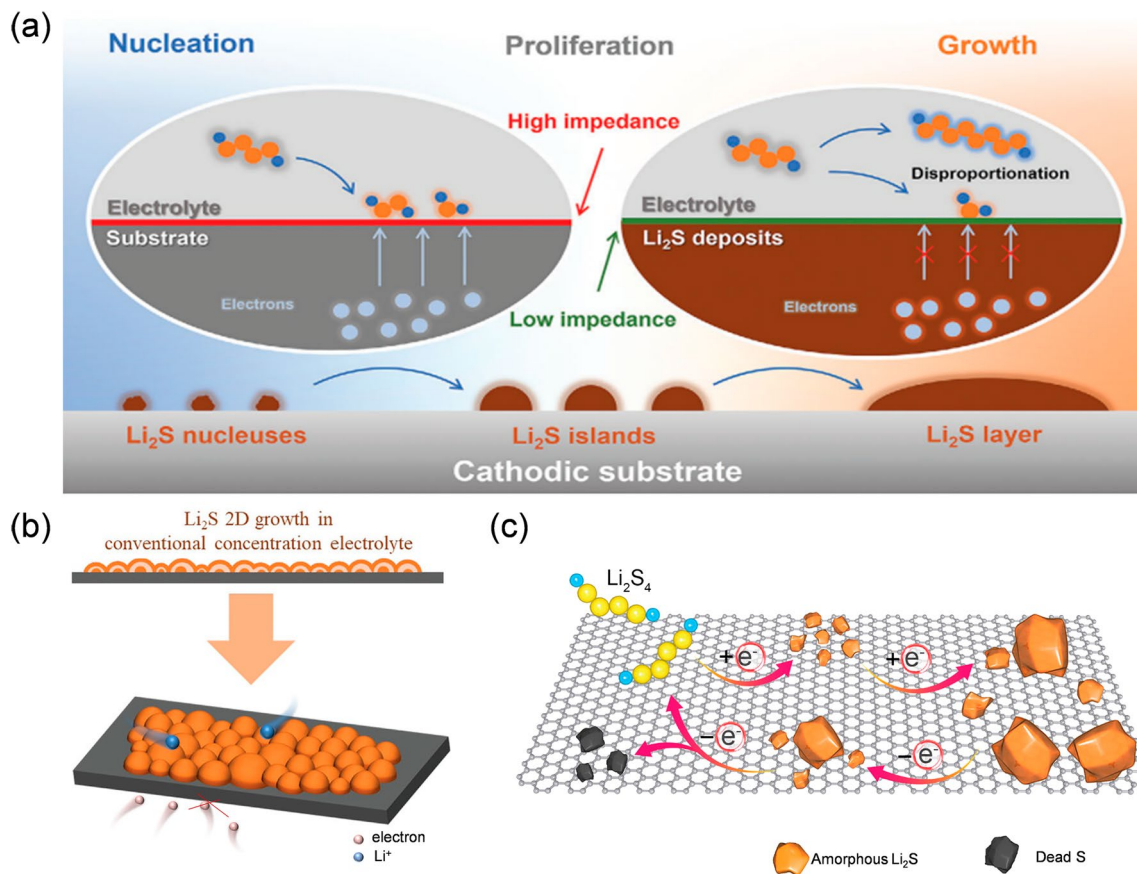 (a)
Nucleation
Proliferation
Growth
High impedance
Disproportionation
Electrolyte
Substrate
Electrolyte
Li₂S deposits
Electrons
Electrons
Low impedance
Li₂S nucleuses
Li₂S islands
Li₂S layer
Cathodic substrate
(b)
Li₂S 2D growth in
conventional concentration electrolyte
electron
Li⁺
(c)
Li₂S₄
+ e⁻
+ e⁻
− e⁻
− e⁻
Amorphous Li₂S
Dead S